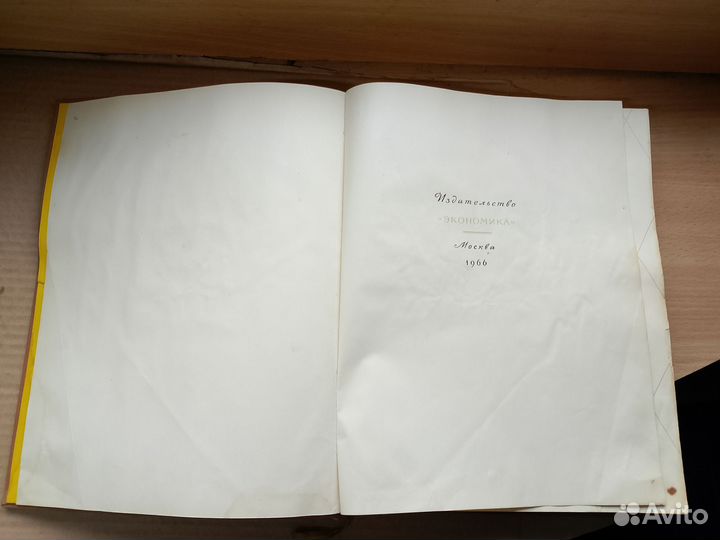 Издательство
«ЭКОНОМИКА»
Москва
1966
Avito